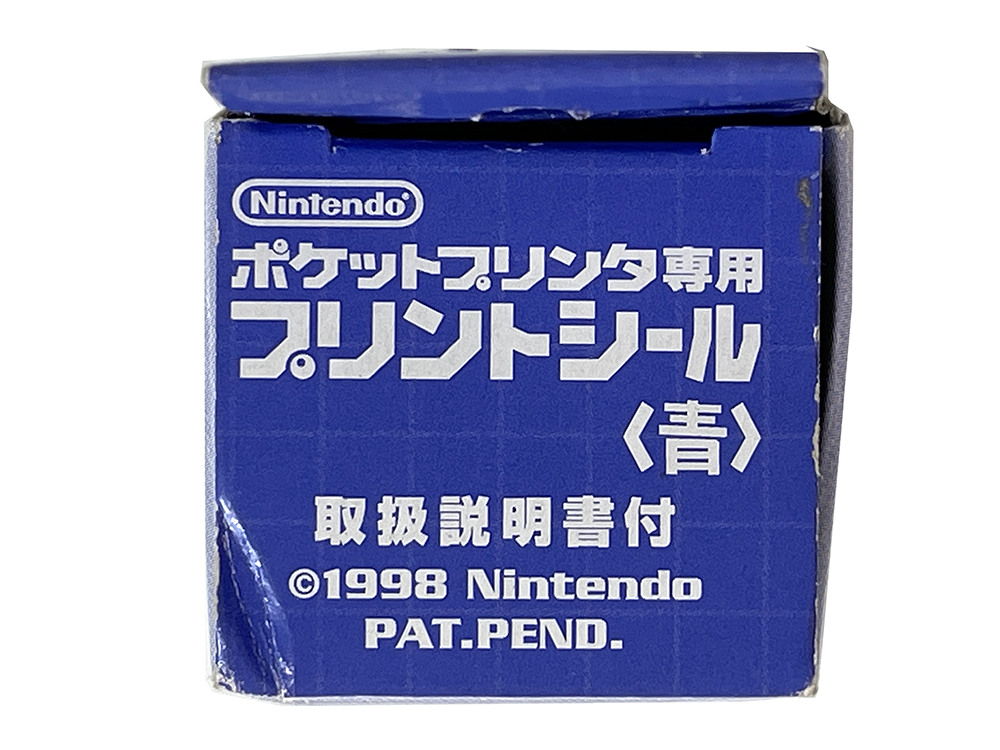 Nintendo®
ポケットプリンタ専用
プリントシール
〈青〉
取扱説明書付
©1998 Nintendo
PAT.PEND.